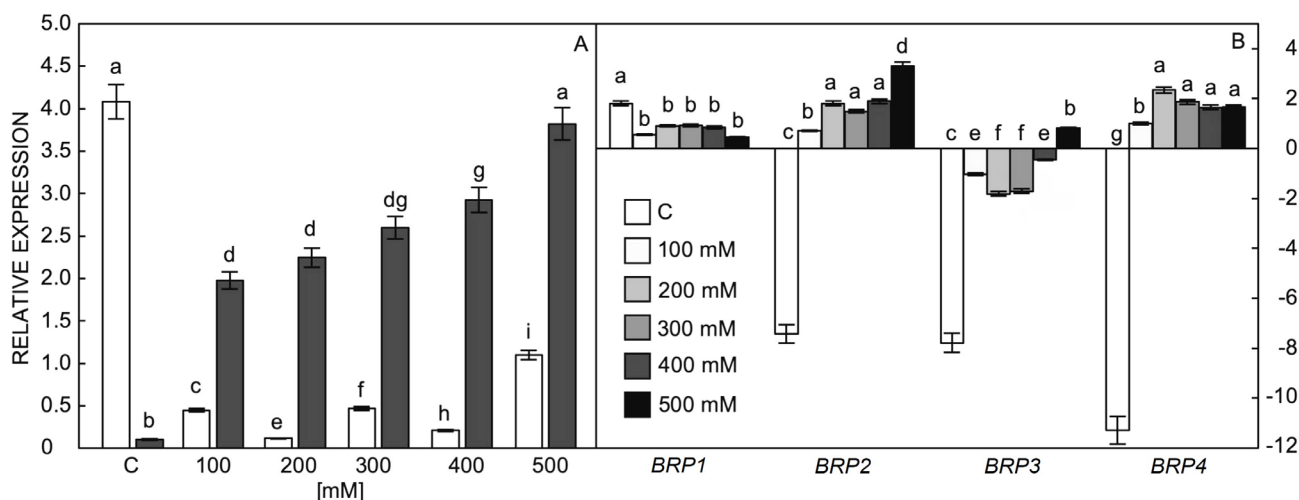 RELATIVE EXPRESSION
5.0
4.5
4.0
3.5
3.0
2.5
2.0
1.5
1.0
0.5
0
A
a
b
c
d
e
d
f
dg
h
g
i
a
C 100 200 300 400 500
[mM]
B
a b b b b b
c b a a a d
c e f f e b
g b a a a a
C
100 mM
200 mM
300 mM
400 mM
500 mM
BRP1 BRP2 BRP3 BRP4
4
2
0
-2
-4
-6
-8
-10
-12